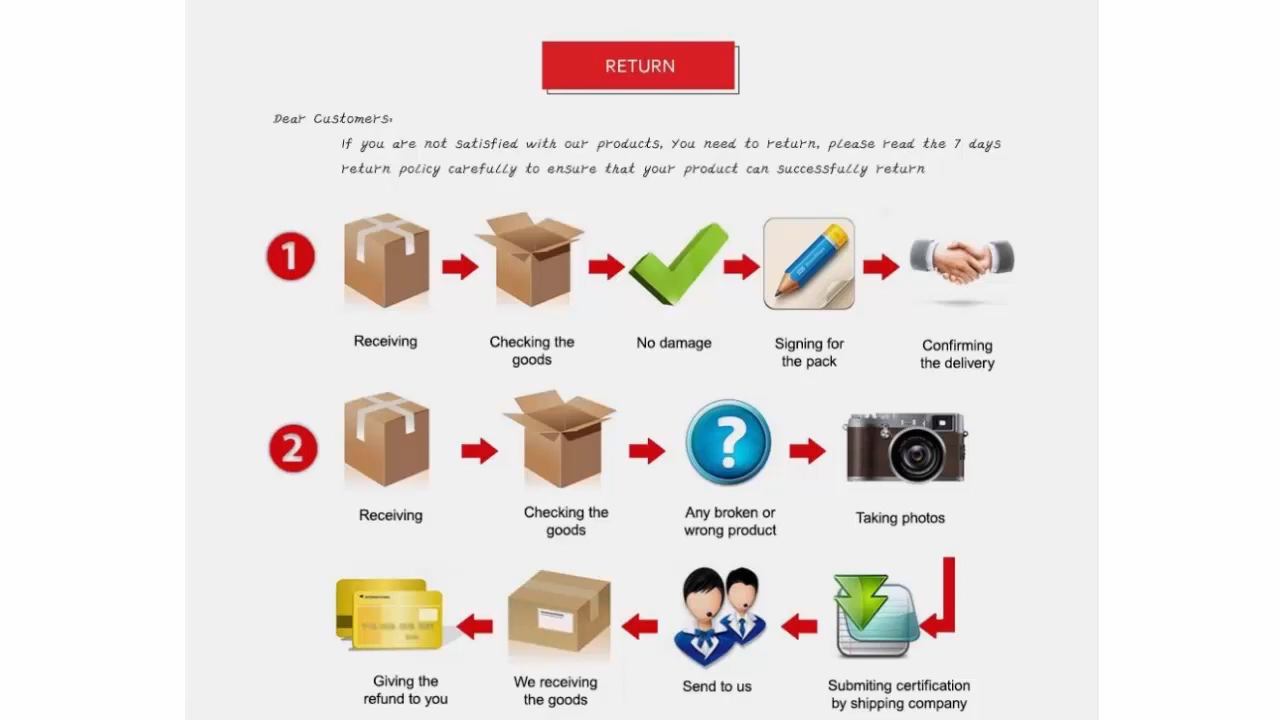 RETURN
Dear Customers:
If you are not satisfied with our products, You need to return, please read the 7 days
return policy carefully to ensure that your product can successfully return
1
Receiving
Checking the
goods
No damage
Signing for
the pack
Confirming
the delivery
2
Receiving
Checking the
goods
Any broken or
wrong product
Taking photos
Giving the
refund to you
We receiving
the goods
Send to us
Submiting certification
by shipping company